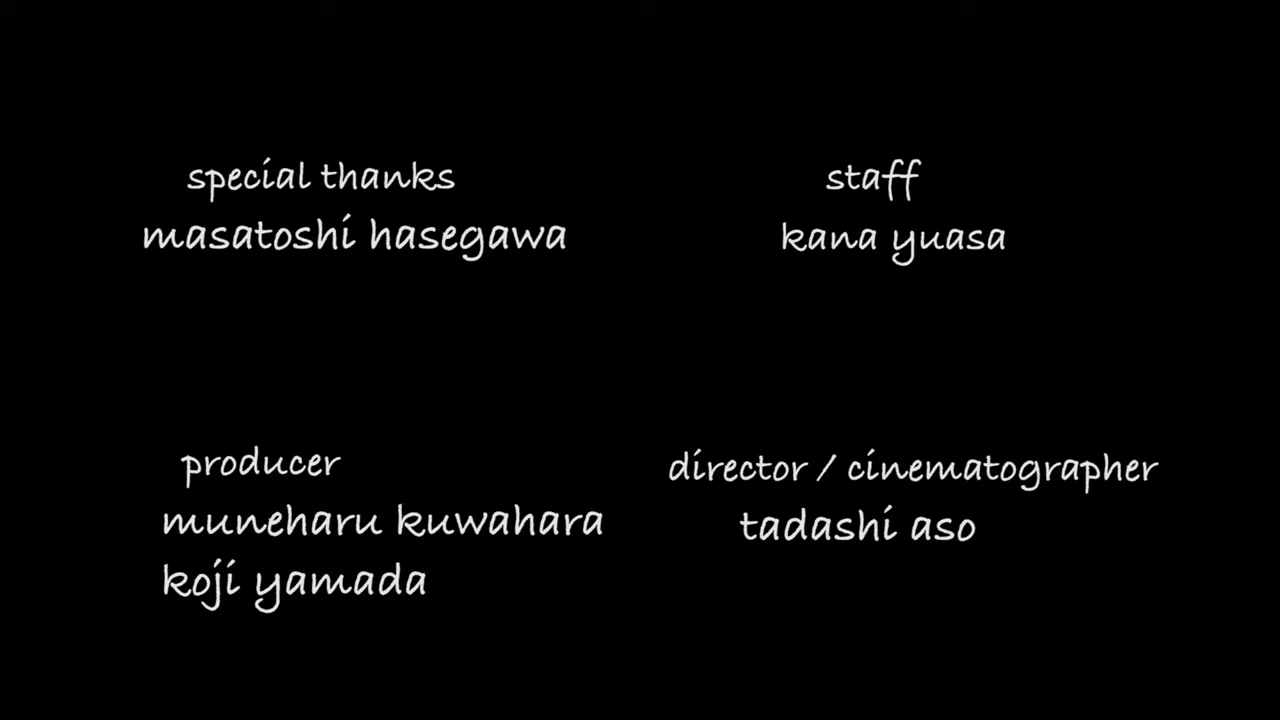 special thanks
masatoshi hasegawa
staff
kana yuasa
producer
muneharu kuwahara
koji yamada
director / cinematographer
tadashi aso